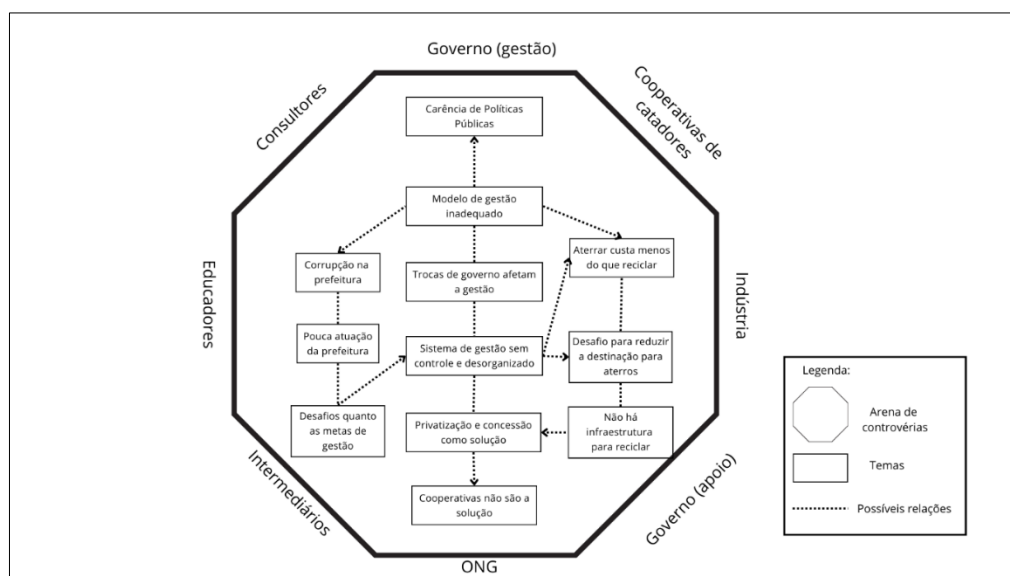 Governo (gestão)
Consultores
Cooperativas de
catadores
Carência de Políticas
Públicas
Modelo de gestão
inadequado
Corrupção na
prefeitura
Trocas de governo afetam
a gestão
Aterrar custa menos
do que reciclar
Educadores
Indústria
Pouca atuação
da prefeitura
Sistema de gestão sem
controle e desorganizado
Desafio para reduzir
a destinação para
aterros
Desafios quanto
as metas de
gestão
Privatização e concessão
como solução
Não há
infraestrutura
para reciclar
Cooperativas não são a
solução
Intermediários
Governo (apoio)
ONG
Legenda:
Arena de
controvérias
Temas
Possíveis relações